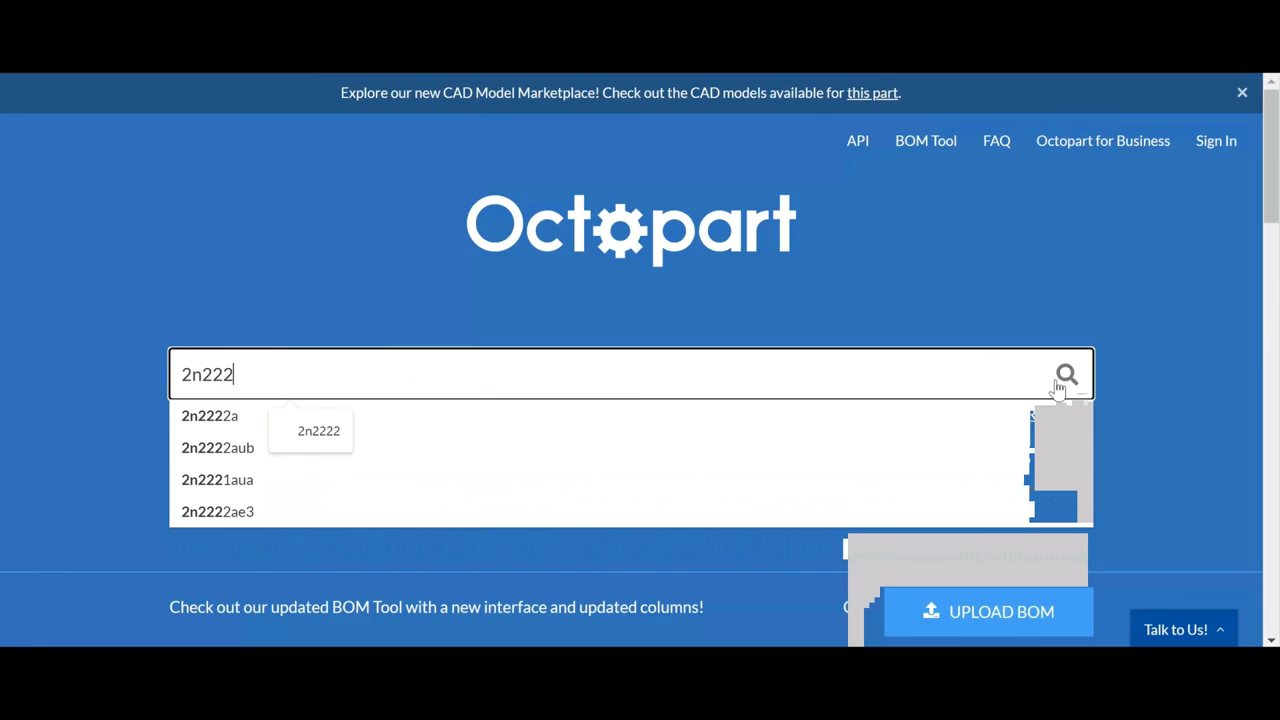 Explore our new CAD Model Marketplace! Check out the CAD models available for this part.
API BOM Tool FAQ Octopart for Business Sign In
Octopart
2n222
2n2222a
2n2222
2n2222aub
2n2221aua
2n2222ae3
Check out our updated BOM Tool with a new interface and updated columns!
UPLOAD BOM
Talk to Us!